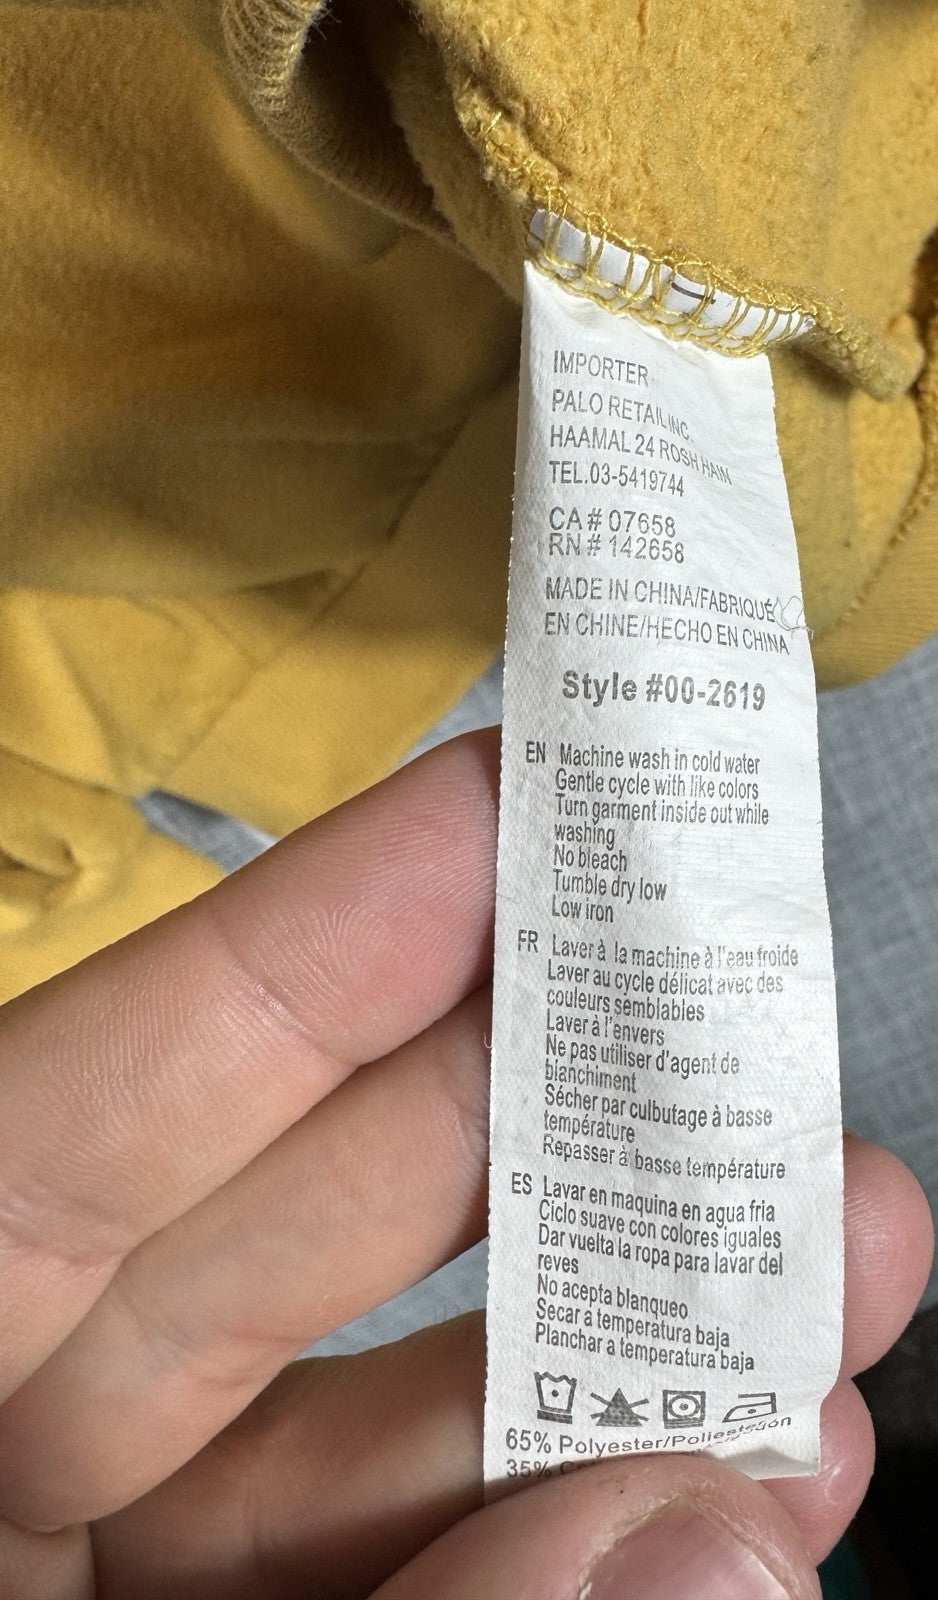 IMPORTER
PALO RETAIL INC.
HAAMAL 24 ROSH HAIN
TEL.03-5419744
CA # 07658
RN # 142658
MADE IN CHINA/FABRIQUÉ
EN CHINE/HECHO EN CHINA
Style #00-2619
EN Machine wash in cold water
Gentle cycle with like colors
Turn garment inside out while
washing
No bleach
Tumble dry low
Low iron
FR Laver à la machine à l'eau froide
Laver au cycle délicat avec des
couleurs semblables
Laver à l'envers
Ne pas utiliser d'agent de
blanchiment
Sécher par culbutage à basse
température
Repasser à basse température
ES Lavar en maquina en agua fria
Ciclo suave con colores iguales
Dar vuelta la ropa para lavar del
reves
No acepta blanqueo
Secar a temperatura baja
Planchar a temperatura baja
65% Polyester/Poliester
35%